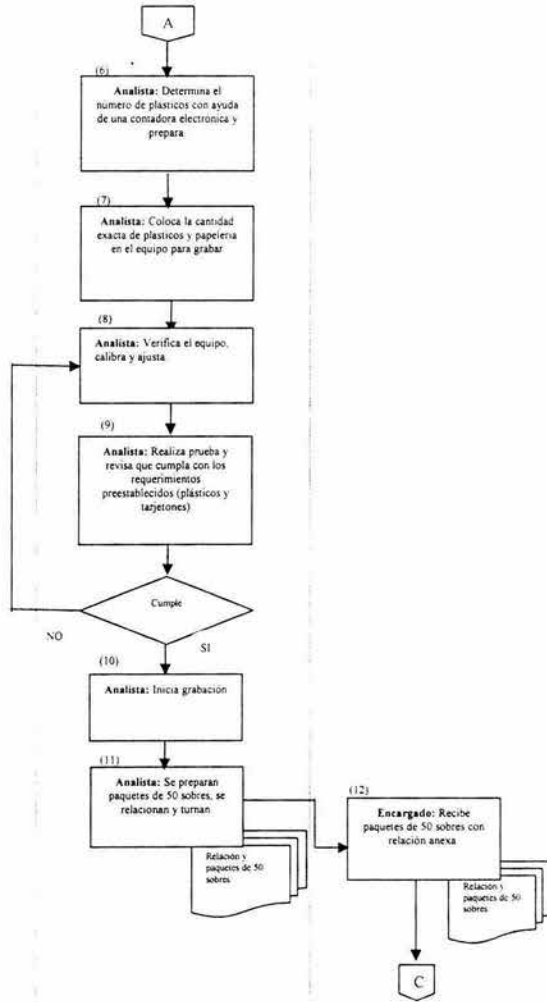 A
(6)
Analista: Determina el
número de plásticos con ayuda
de una contadora electrónica y
prepara
(7)
Analista: Coloca la cantidad
exacta de plasticos y papeleria
en el equipo para grabar
(8)
Analista: Verifica el equipo,
calibra y ajusta
(9)
Analista: Realiza prueba y
revisa que cumpla con los
requerimientos
preestablecidos (plásticos y
tarjetones)
Cumple
NO
SI
(10)
Analista: Inicia grabación
(11)
Analista: Se preparan
paquetes de 50 sobres, se
relacionan y turnan
Relación y
paquetes de 50
sobres
(12)
Encargado: Recibe
paquetes de 50 sobres con
relación anexa
Relación y
paquetes de 50
sobres
C